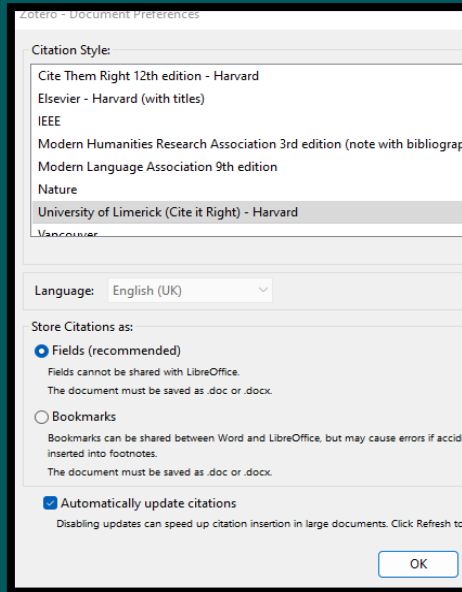 Zotero - Document Preferences
Citation Style:
Cite Them Right 12th edition - Harvard
Elsevier - Harvard (with titles)
IEEE
Modern Humanities Research Association 3rd edition (note with bibliograp
Modern Language Association 9th edition
Nature
University of Limerick (Cite it Right) - Harvard
Vancouver
Language: English (UK)
Store Citations as:
Fields (recommended)
Fields cannot be shared with LibreOffice.
The document must be saved as .doc or .docx.
Bookmarks
Bookmarks can be shared between Word and LibreOffice, but may cause errors if accid
inserted into footnotes.
The document must be saved as .doc or .docx.
Automatically update citations
Disabling updates can speed up citation insertion in large documents. Click Refresh to
OK